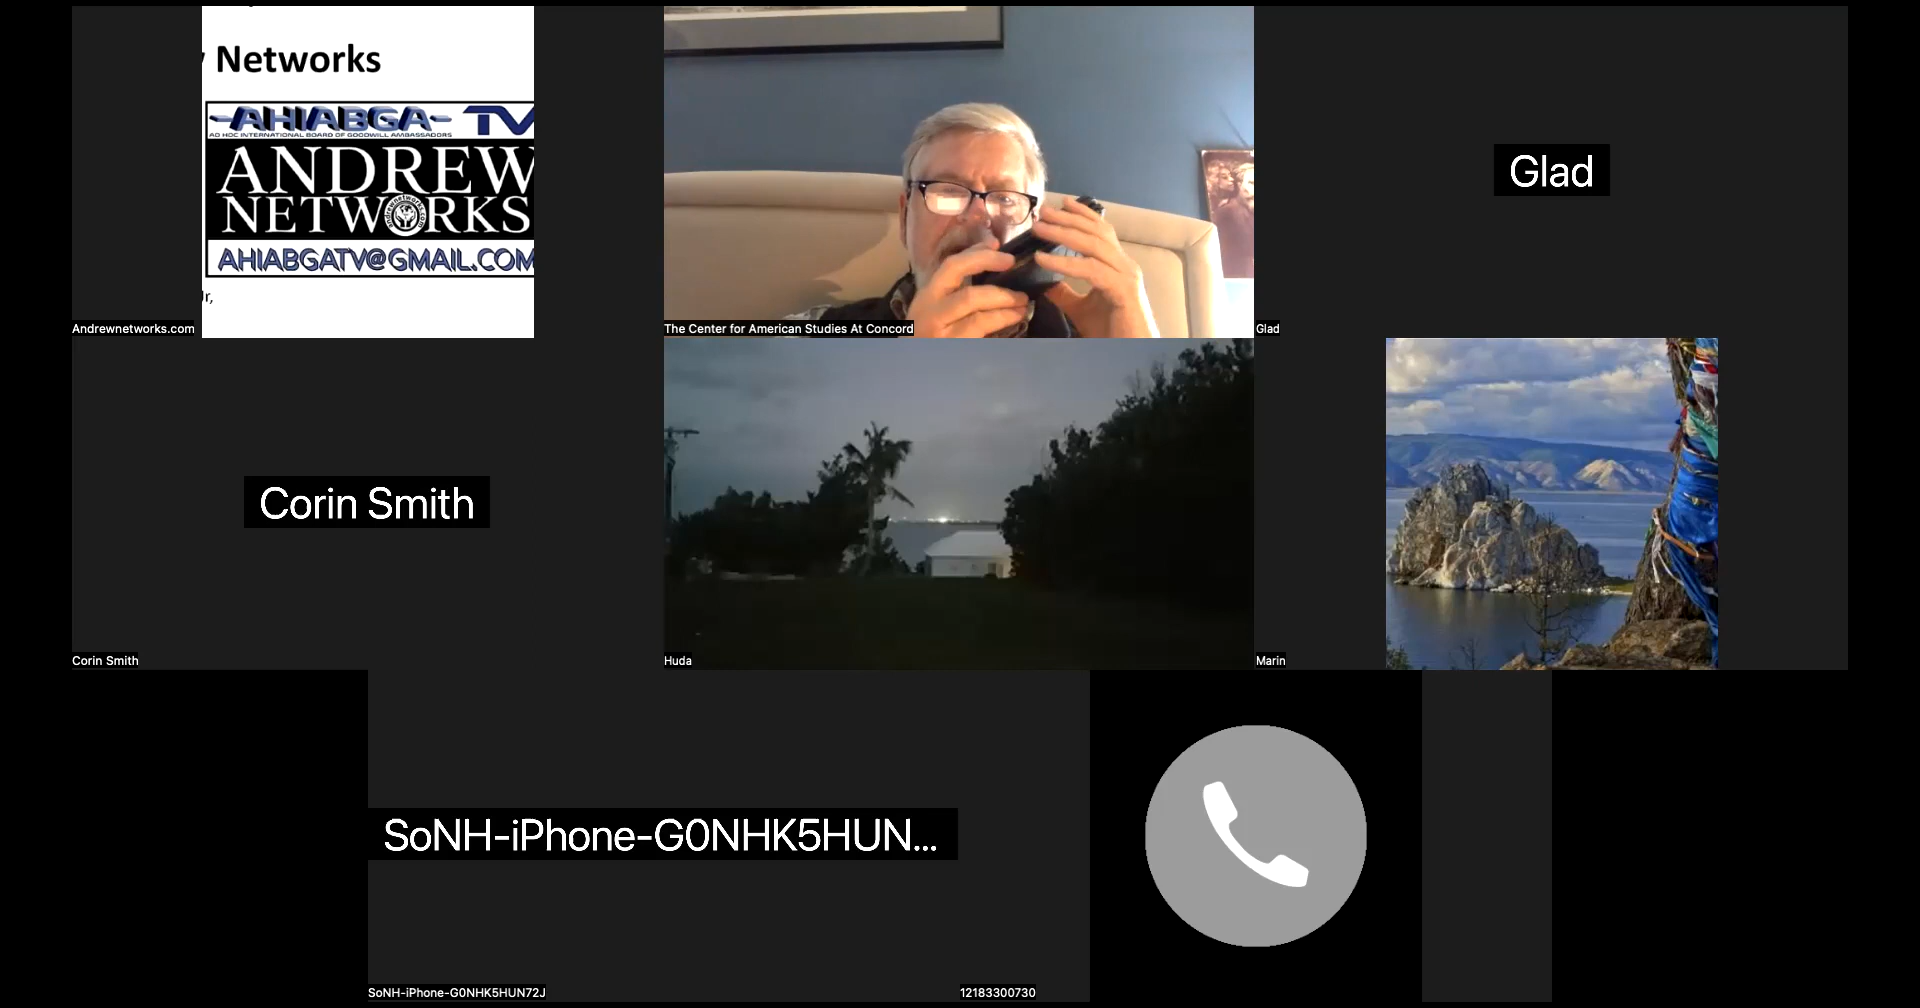 Networks
-AHIABGA- TV
AD HOC INTERNATIONAL BOARD OF GOODWILL AMBASSADORS
ANDREW
NETWORKS
AHIABGATV@GMAIL.COM
Jr,
Andrewnetworks.com
The Center for American Studies At Concord
Glad
Glad
Corin Smith
Corin Smith
Huda
Marin
SoNH-iPhone-G0NHK5HUN...
SoNH-iPhone-G0NHK5HUN72J
12183300730